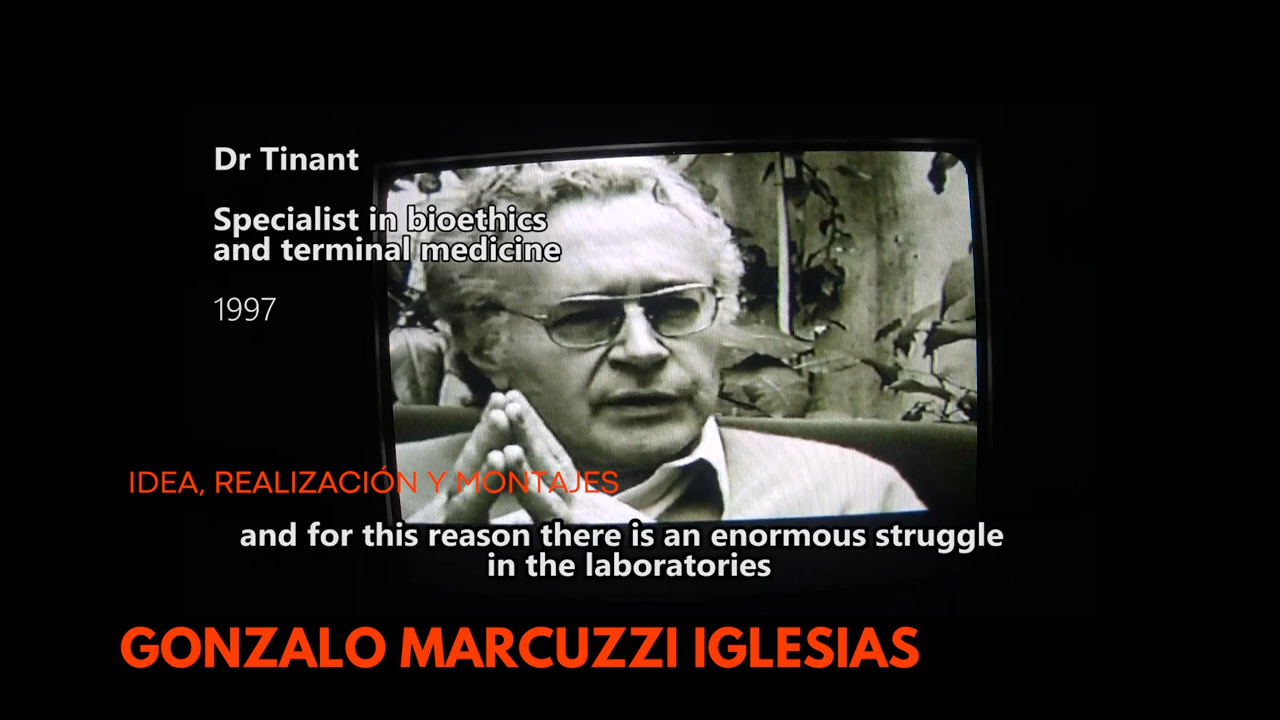 Dr Tinant
Specialist in bioethics
and terminal medicine
1997
IDEA, REALIZACIÓN Y MONTAJES
and for this reason there is an enormous struggle
in the laboratories
GONZALO MARCUZZI IGLESIAS